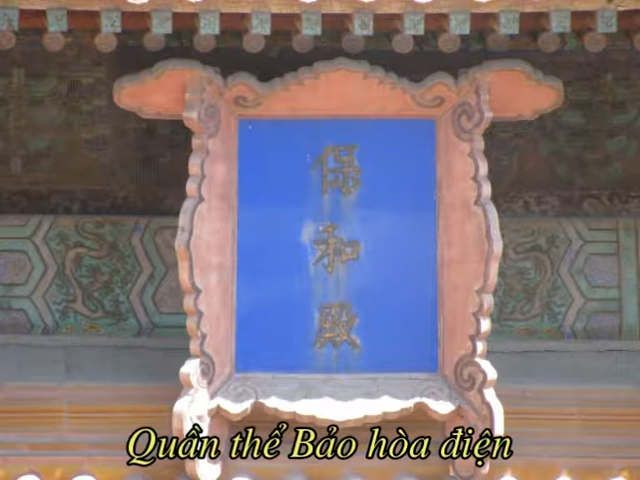 保和殿
Quần thể Bảo hòa điện